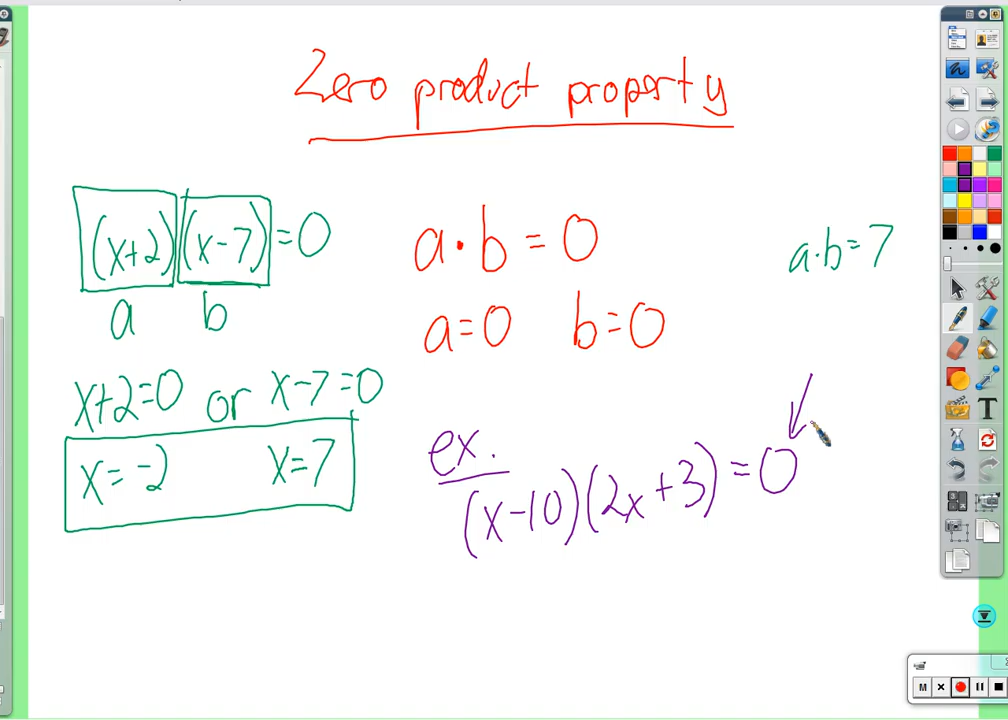 Zero product property
(x+2)(x-7)=0
a b
x+2=0 or x-7=0
x=-2 x=7
a·b=0
a=0 b=0
a·b=7
ex.
(x-10)(2x+3)=0
T
M